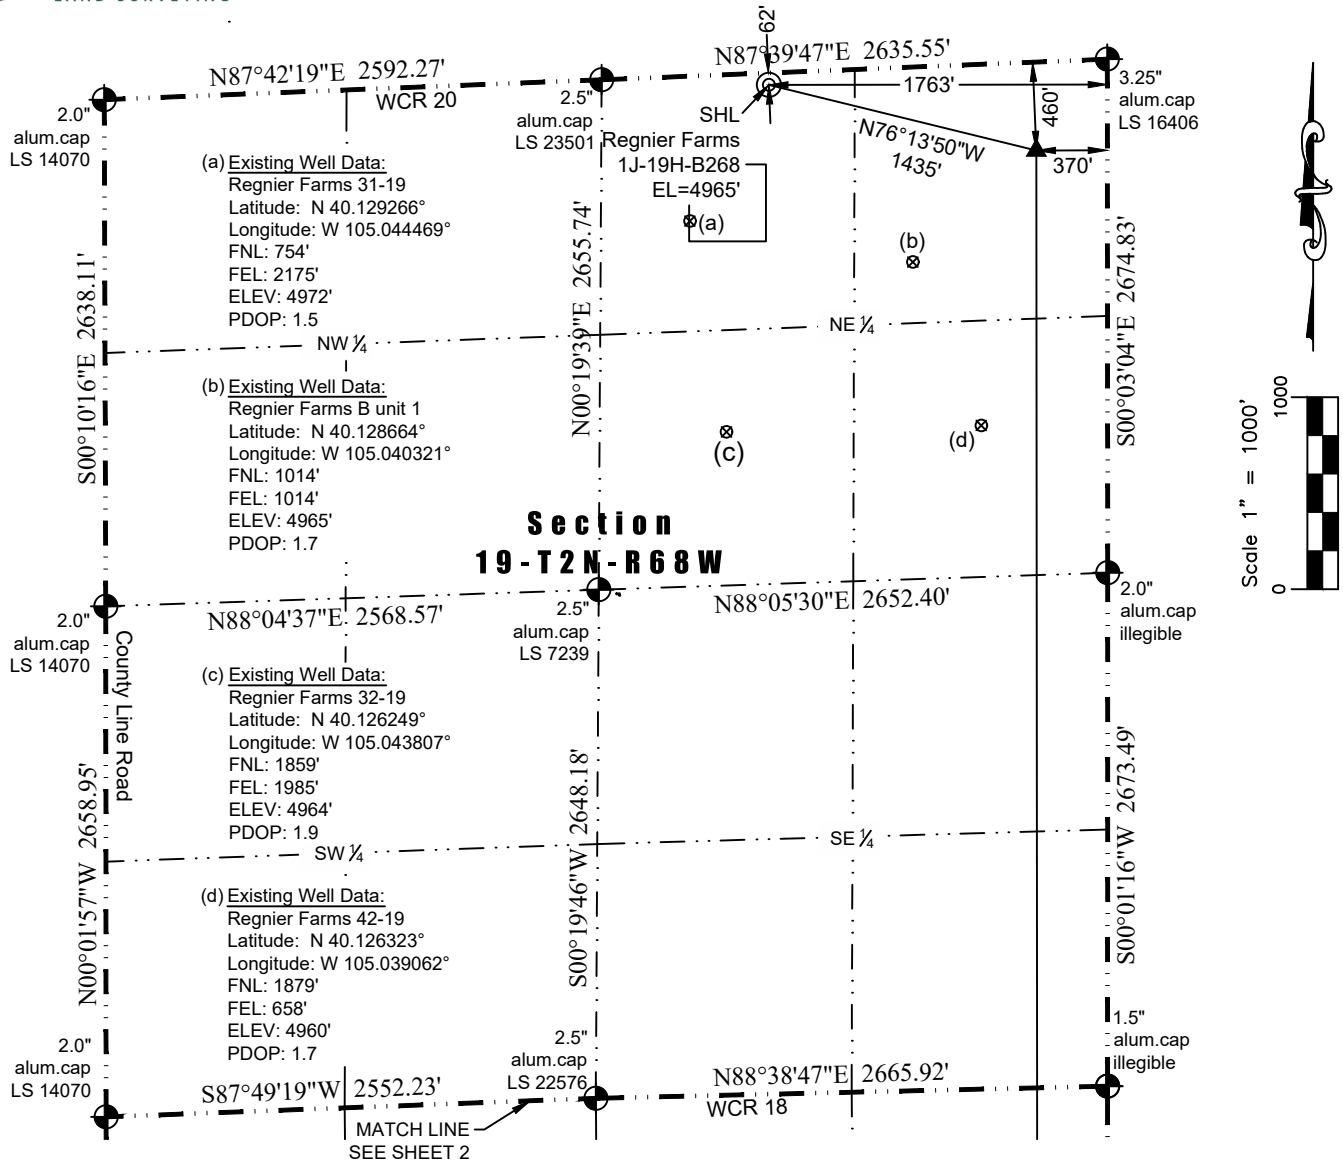 N87°42'19"E 2592.27'
WCR 20
N87°39'47"E 2635.55'
62'
1763'
460'
370'
N76°13'50"W
1435'
SHL
Regnier Farms
1J-19H-B268
EL=4965'
2.0"
alum.cap
LS 14070
2.5"
alum.cap
LS 23501
3.25"
alum.cap
LS 16406
(a) Existing Well Data:
Regnier Farms 31-19
Latitude: N 40.129266°
Longitude: W 105.044469°
FNL: 754'
FEL: 2175'
ELEV: 4972'
PDOP: 1.5
(a)
(b)
S00°10'16"E 2638.11'
N00°19'39"E 2655.74'
S00°03'04"E 2674.83'
NW ¼
NE ¼
(b) Existing Well Data:
Regnier Farms B unit 1
Latitude: N 40.128664°
Longitude: W 105.040321°
FNL: 1014'
FEL: 1014'
ELEV: 4965'
PDOP: 1.7
(c)
(d)
1000
Scale 1" = 1000'
0
Section
19-T2N-R68W
N88°04'37"E 2568.57'
N88°05'30"E 2652.40'
2.0"
alum.cap
LS 14070
2.5"
alum.cap
LS 7239
2.0"
alum.cap
illegible
County Line Road
(c) Existing Well Data:
Regnier Farms 32-19
Latitude: N 40.126249°
Longitude: W 105.043807°
FNL: 1859'
FEL: 1985'
ELEV: 4964'
PDOP: 1.9
N00°01'57"W 2658.95'
S00°19'46"W 2648.18'
S00°01'16"W 2673.49'
SW ¼
SE ¼
(d) Existing Well Data:
Regnier Farms 42-19
Latitude: N 40.126323°
Longitude: W 105.039062°
FNL: 1879'
FEL: 658'
ELEV: 4960'
PDOP: 1.7
2.0"
alum.cap
LS 14070
2.5"
alum.cap
LS 22576
1.5"
alum.cap
illegible
S87°49'19"W 2552.23'
N88°38'47"E 2665.92'
WCR 18
MATCH LINE
SEE SHEET 2